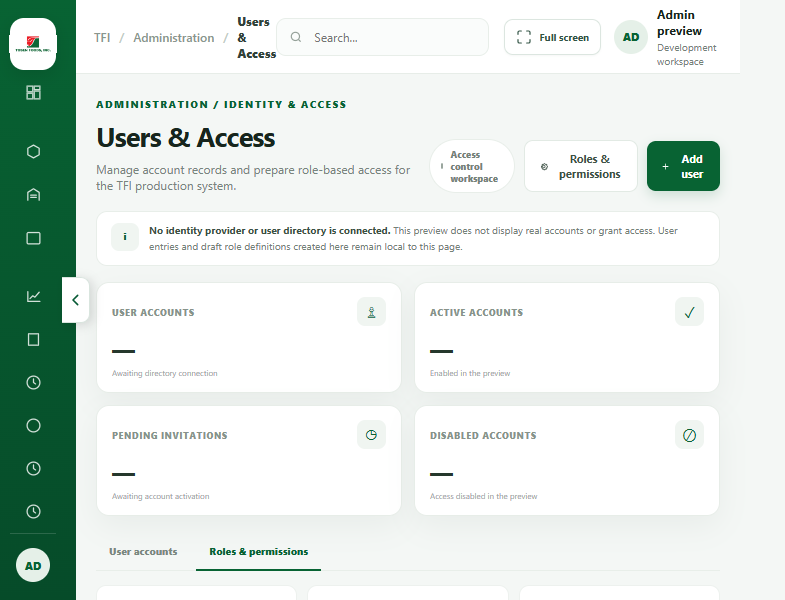 TFI / Administration / Users & Access
Search...
Full screen
AD
Admin preview
Development workspace
ADMINISTRATION / IDENTITY & ACCESS
Users & Access
Manage account records and prepare role-based access for
the TFI production system.
Access control workspace
Roles & permissions
+ Add user
i
No identity provider or user directory is connected. This preview does not display real accounts or grant access. User
entries and draft role definitions created here remain local to this page.
USER ACCOUNTS
—
Awaiting directory connection
ACTIVE ACCOUNTS
—
Enabled in the preview
PENDING INVITATIONS
—
Awaiting account activation
DISABLED ACCOUNTS
—
Access disabled in the preview
User accounts
Roles & permissions
AD